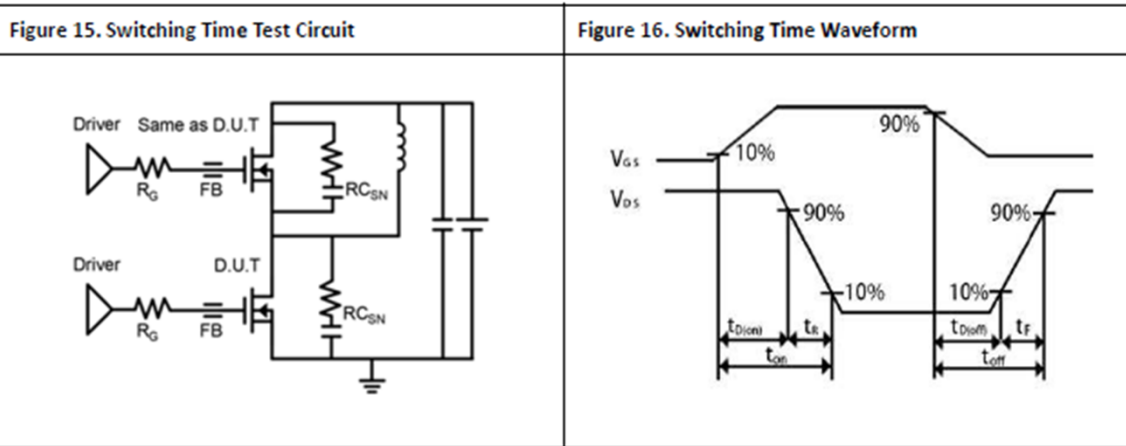 Figure 15. Switching Time Test Circuit
Figure 16. Switching Time Waveform
Driver Same as D.U.T
RG
FB
RCSN
Driver D.U.T
RG
FB
RCSN
VGS
10%
90%
VDS
90%
90%
10%
10%
tD(on)
tR
ton
tD(off)
tF
toff